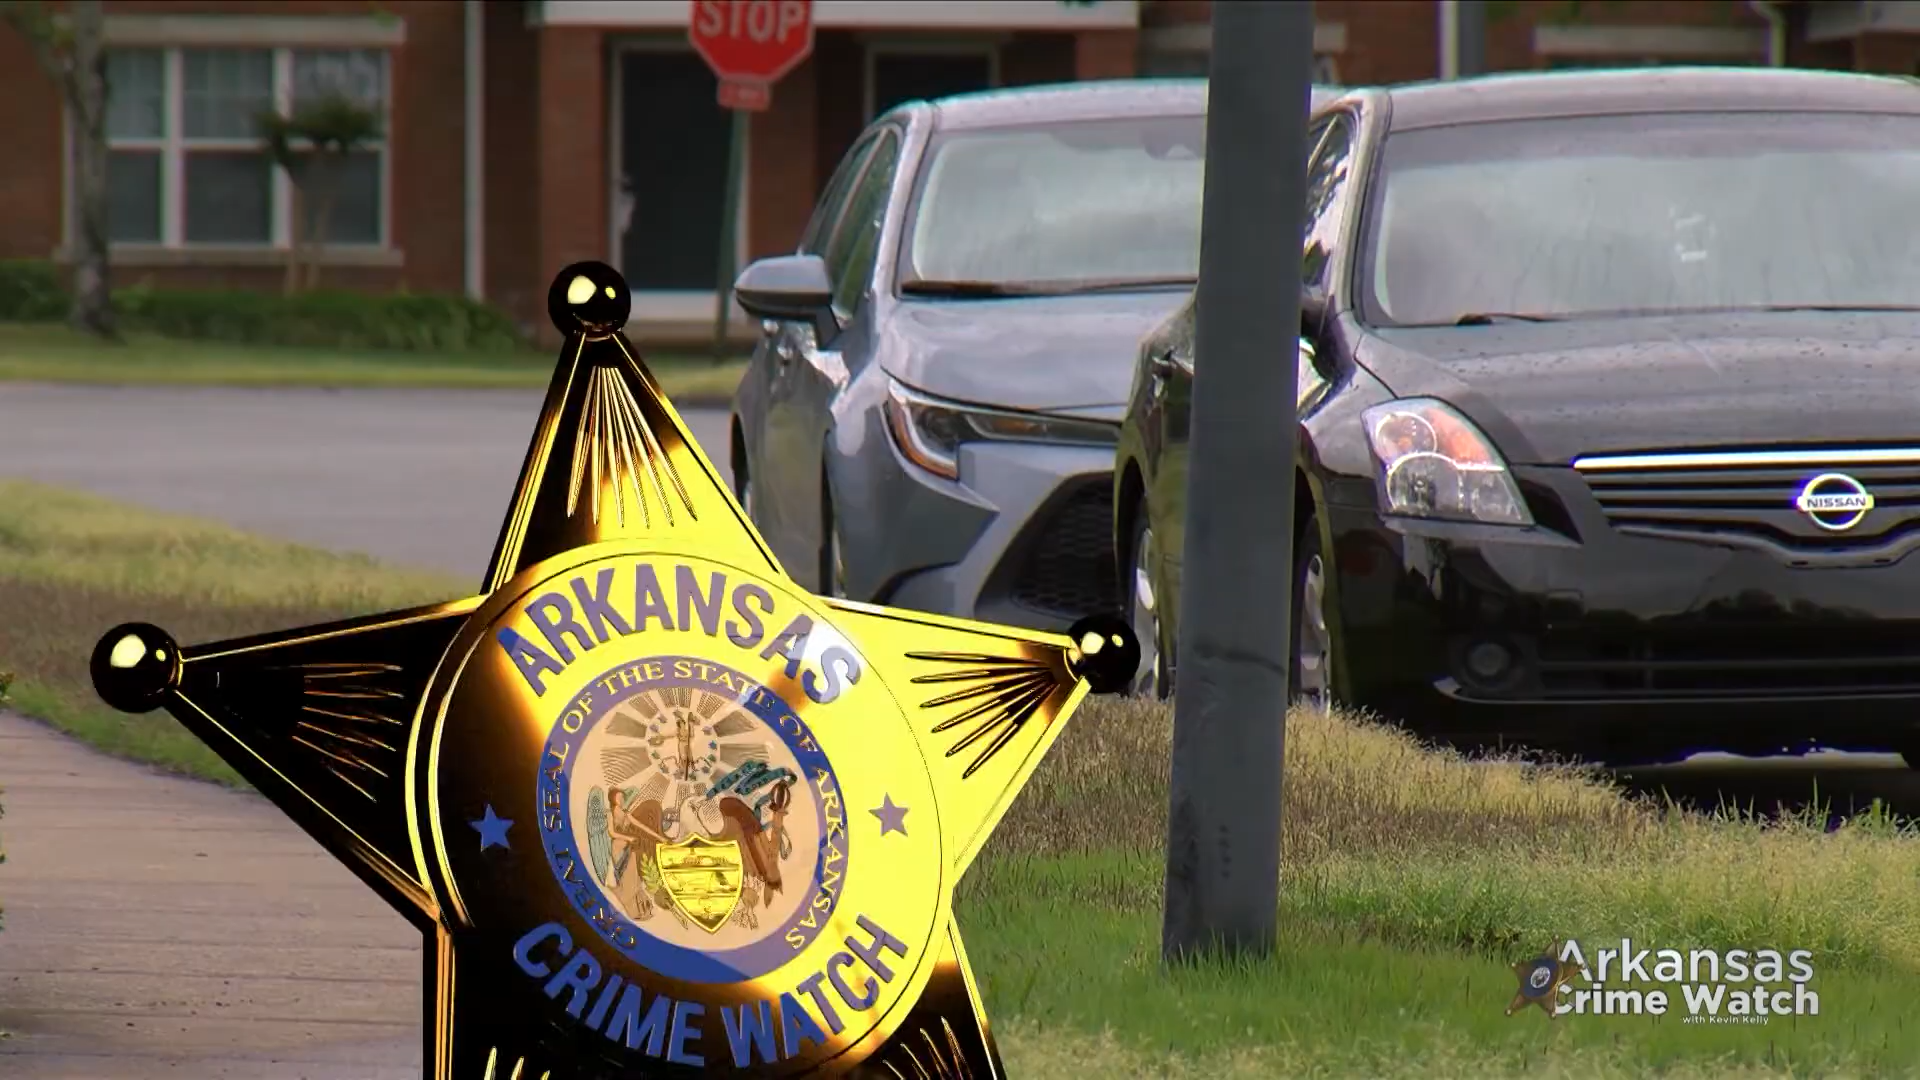 STOP
NISSAN
ARKANSAS
GREAT SEAL OF THE STATE OF ARKANSAS
CRIME WATCH
Arkansas
Crime Watch
with Kevin Kelly